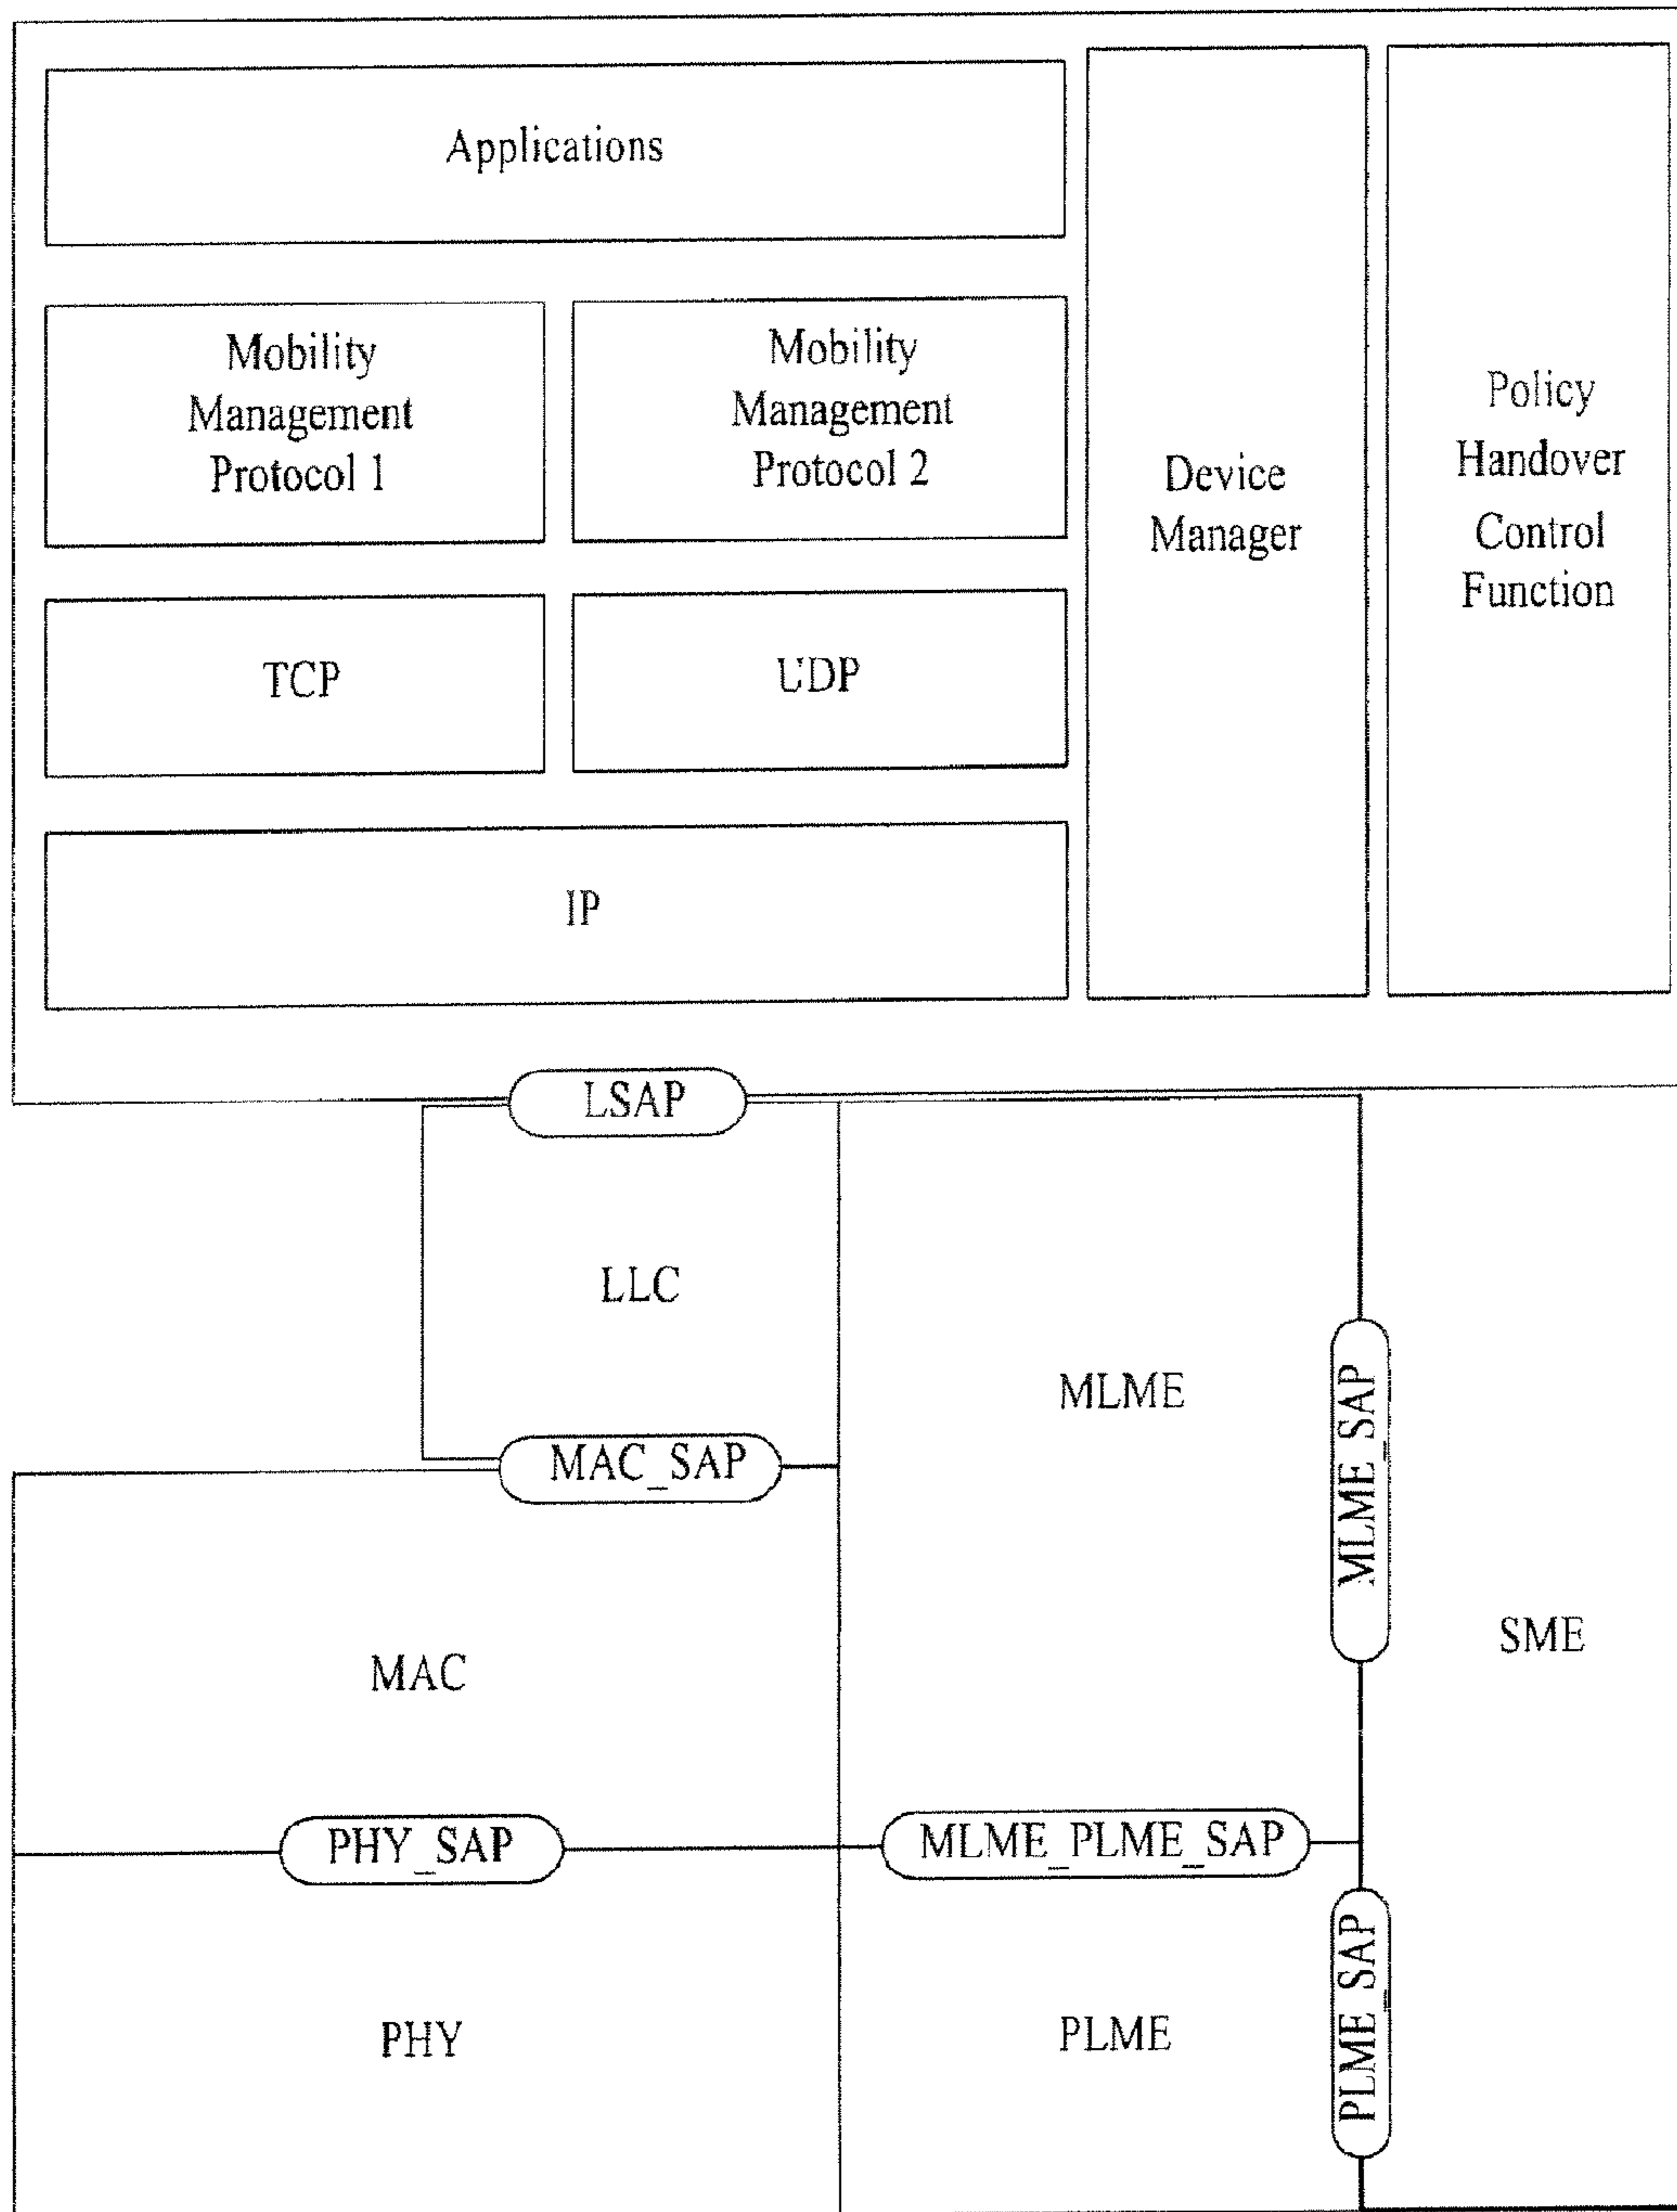 Applications
Mobility
Management
Protocol 1
Mobility
Management
Protocol 2
Device
Manager
Policy
Handover
Control
Function
TCP
UDP
IP
LSAP
LLC
MLME
MLME_SAP
MAC_SAP
SME
MAC
PHY_SAP
MLME_PLME_SAP
PLME_SAP
PHY
PLME